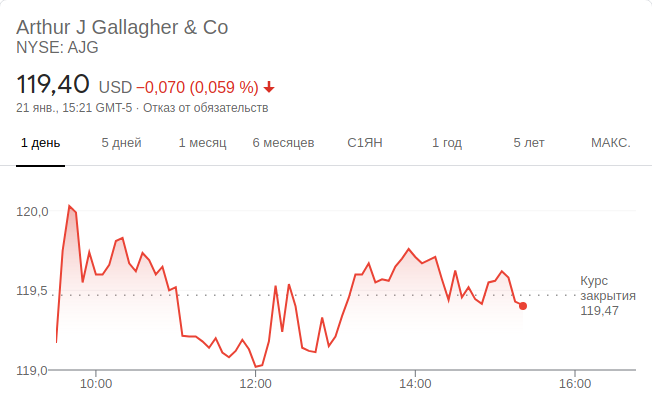 Arthur J Gallagher & Co
NYSE: AJG
119,40 USD −0,070 (0,059 %)
21 янв., 15:21 GMT-5 · Отказ от обязательств
1 день 5 дней 1 месяц 6 месяцев С1ЯН 1 год 5 лет МАКС.
120,0
119,5
Курс
закрытия
119,47
119,0
10:00 12:00 14:00 16:00